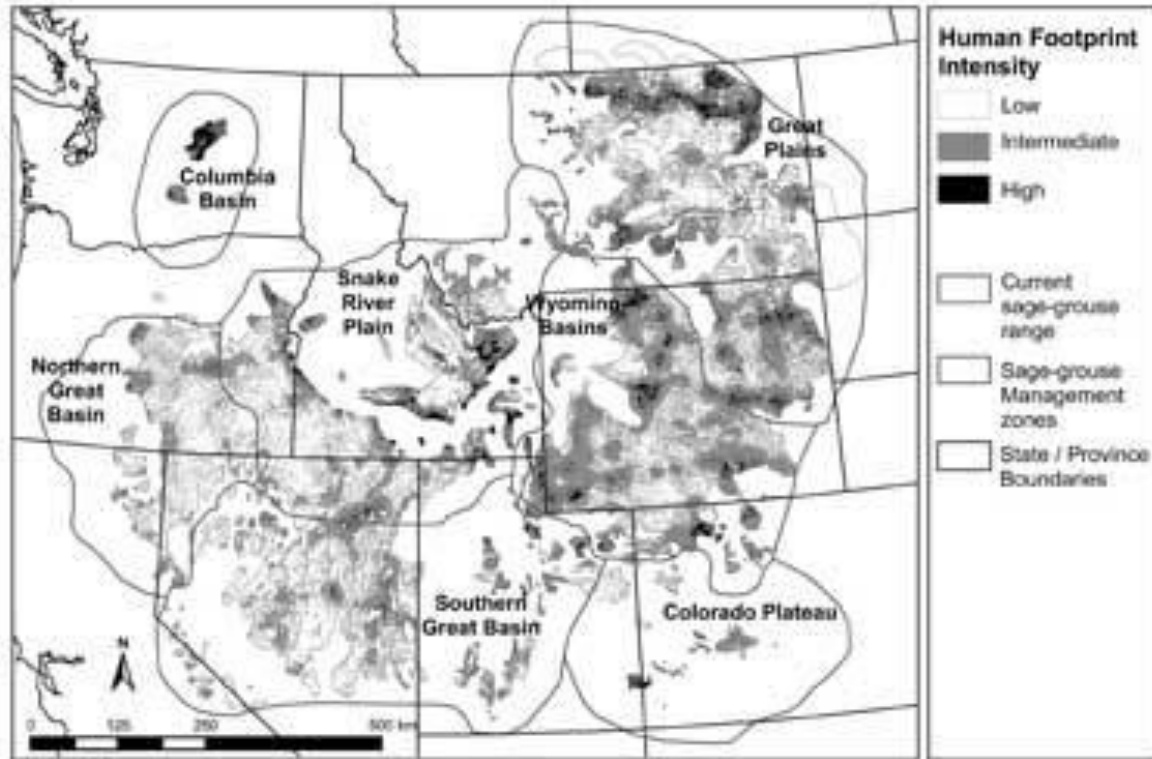 Human Footprint
Intensity
Low
Intermediate
High
Current
sage-grouse
range
Sage-grouse
Management
zones
State / Province
Boundaries
Great
Plains
Columbia
Basin
Snake
River
Plain
Wyoming
Basins
Northern
Great
Basin
Southern
Great Basin
Colorado Plateau
N
0 125 250 500 km